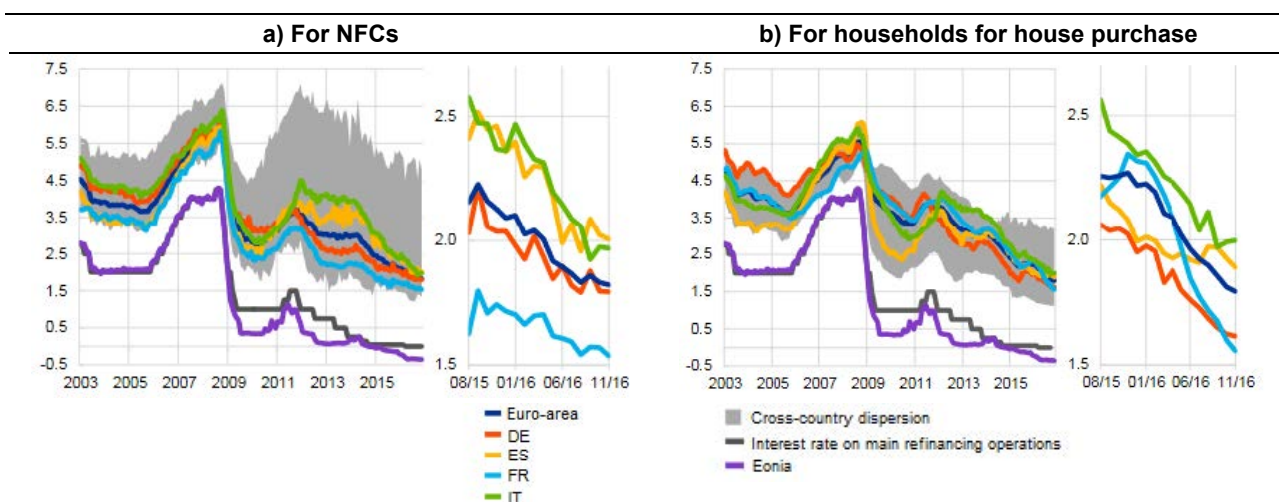 a) For NFCs
b) For households for house purchase
7.5
6.5
5.5
4.5
3.5
2.5
1.5
0.5
-0.5
2003 2005 2007 2009 2011 2013 2015
2.5
2.0
1.5
08/15 01/16 06/16 11/16
7.5
6.5
5.5
4.5
3.5
2.5
1.5
0.5
-0.5
2003 2005 2007 2009 2011 2013 2015
2.5
2.0
1.5
08/15 01/16 06/16 11/16
Euro-area
DE
ES
FR
IT
Cross-country dispersion
Interest rate on main refinancing operations
Eonia